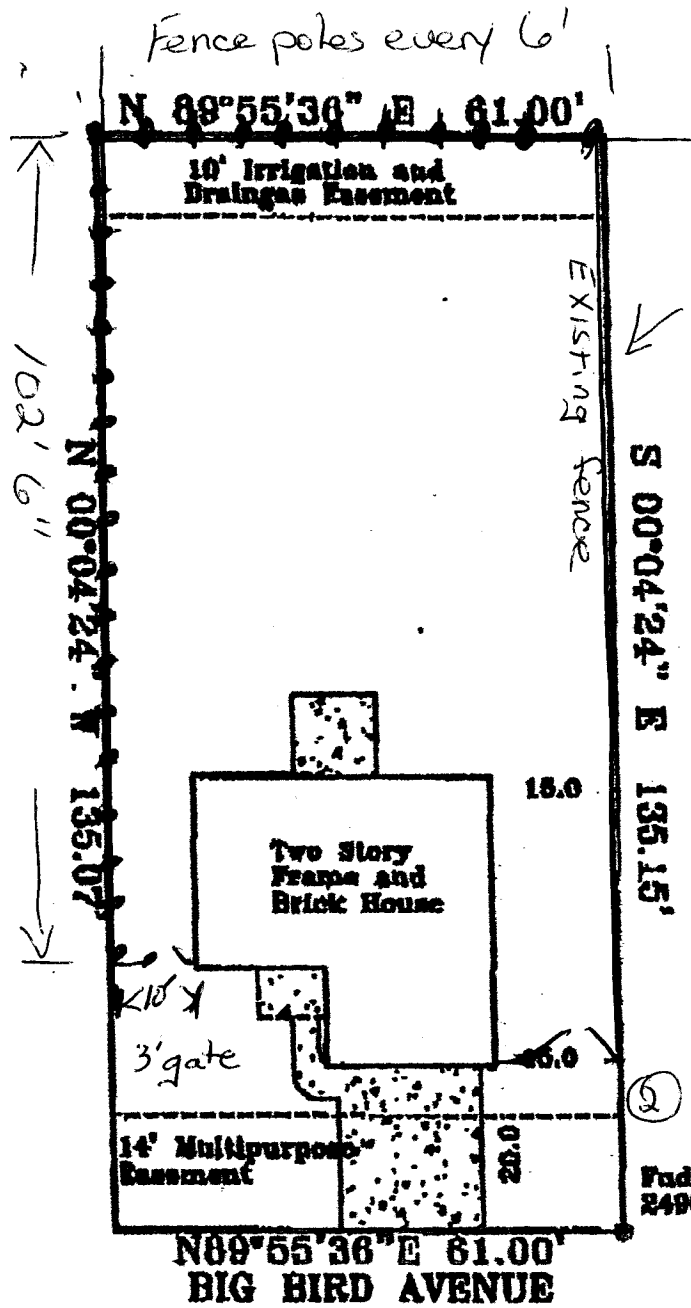 Fence poles every 6'
N 89°55'36" E 61.00'
10' Irrigation and
Draingas Easement
Existing fence
102' 6"
N 00°04'24" W 135.07'
S 00°04'24" E 135.15'
15.0
Two Story
Frame and
Brick House
10'
3' gate
2
14' Multipurpose
Easement
20.0
Fnd
N89°55'36"E 61.00'
BIG BIRD AVENUE